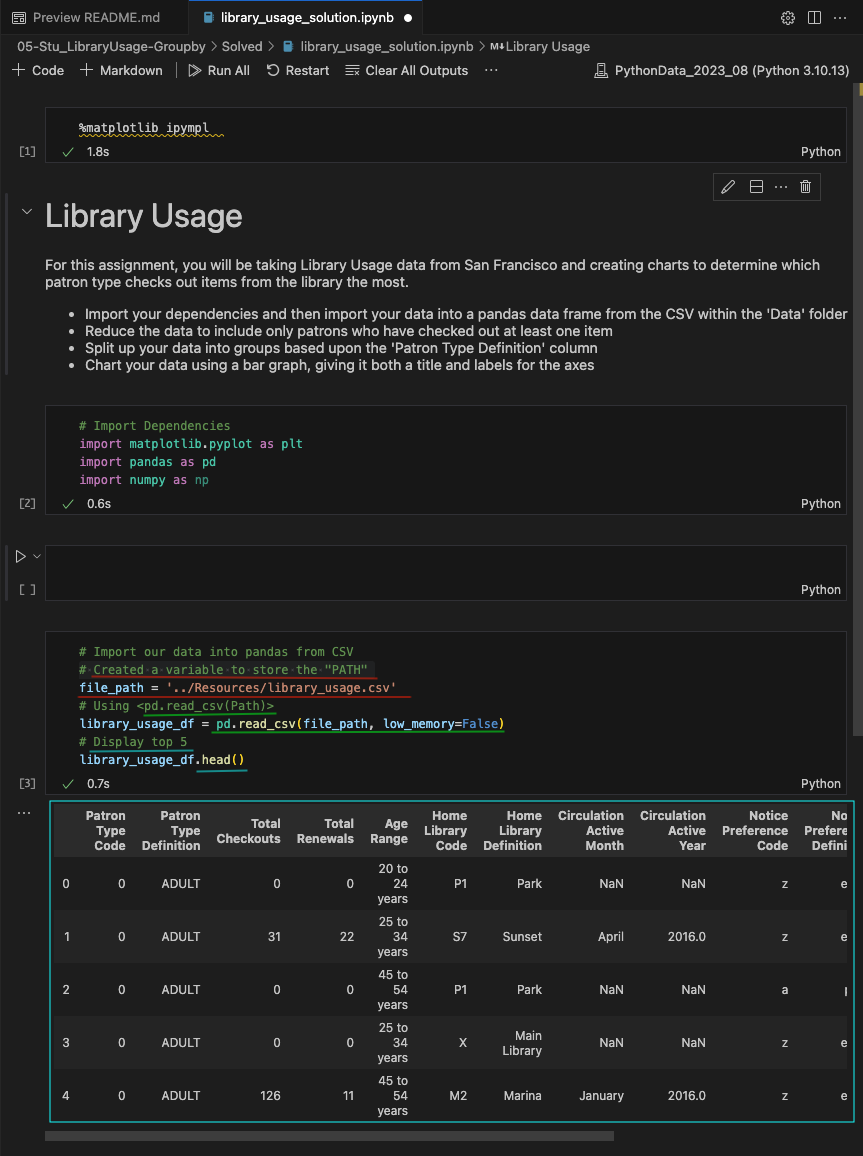 Preview README.md
library_usage_solution.ipynb
05-Stu_LibraryUsage-Groupby > Solved > library_usage_solution.ipynb > M↓Library Usage
+ Code + Markdown | Run All Restart Clear All Outputs ··· PythonData_2023_08 (Python 3.10.13)
%matplotlib ipympl
[1] ✓ 1.8s Python
Library Usage
For this assignment, you will be taking Library Usage data from San Francisco and creating charts to determine which
patron type checks out items from the library the most.
• Import your dependencies and then import your data into a pandas data frame from the CSV within the 'Data' folder
• Reduce the data to include only patrons who have checked out at least one item
• Split up your data into groups based upon the 'Patron Type Definition' column
• Chart your data using a bar graph, giving it both a title and labels for the axes
# Import Dependencies
import matplotlib.pyplot as plt
import pandas as pd
import numpy as np
[2] ✓ 0.6s Python
[ ] Python
# Import our data into pandas from CSV
# Created a variable to store the "PATH"
file_path = '../Resources/library_usage.csv'
# Using <pd.read_csv(Path)>
library_usage_df = pd.read_csv(file_path, low_memory=False)
# Display top 5
library_usage_df.head()
[3] ✓ 0.7s Python
Patron Type Code Patron Type Definition Total Checkouts Total Renewals Age Range Home Library Code Home Library Definition Circulation Active Month Circulation Active Year Notice Preference Code No Prefere Defini
0 0 ADULT 0 0 20 to 24 years P1 Park NaN NaN z e
1 0 ADULT 31 22 25 to 34 years S7 Sunset April 2016.0 z e
2 0 ADULT 0 0 45 to 54 years P1 Park NaN NaN a
3 0 ADULT 0 0 25 to 34 years X Main Library NaN NaN z e
4 0 ADULT 126 11 45 to 54 years M2 Marina January 2016.0 z e